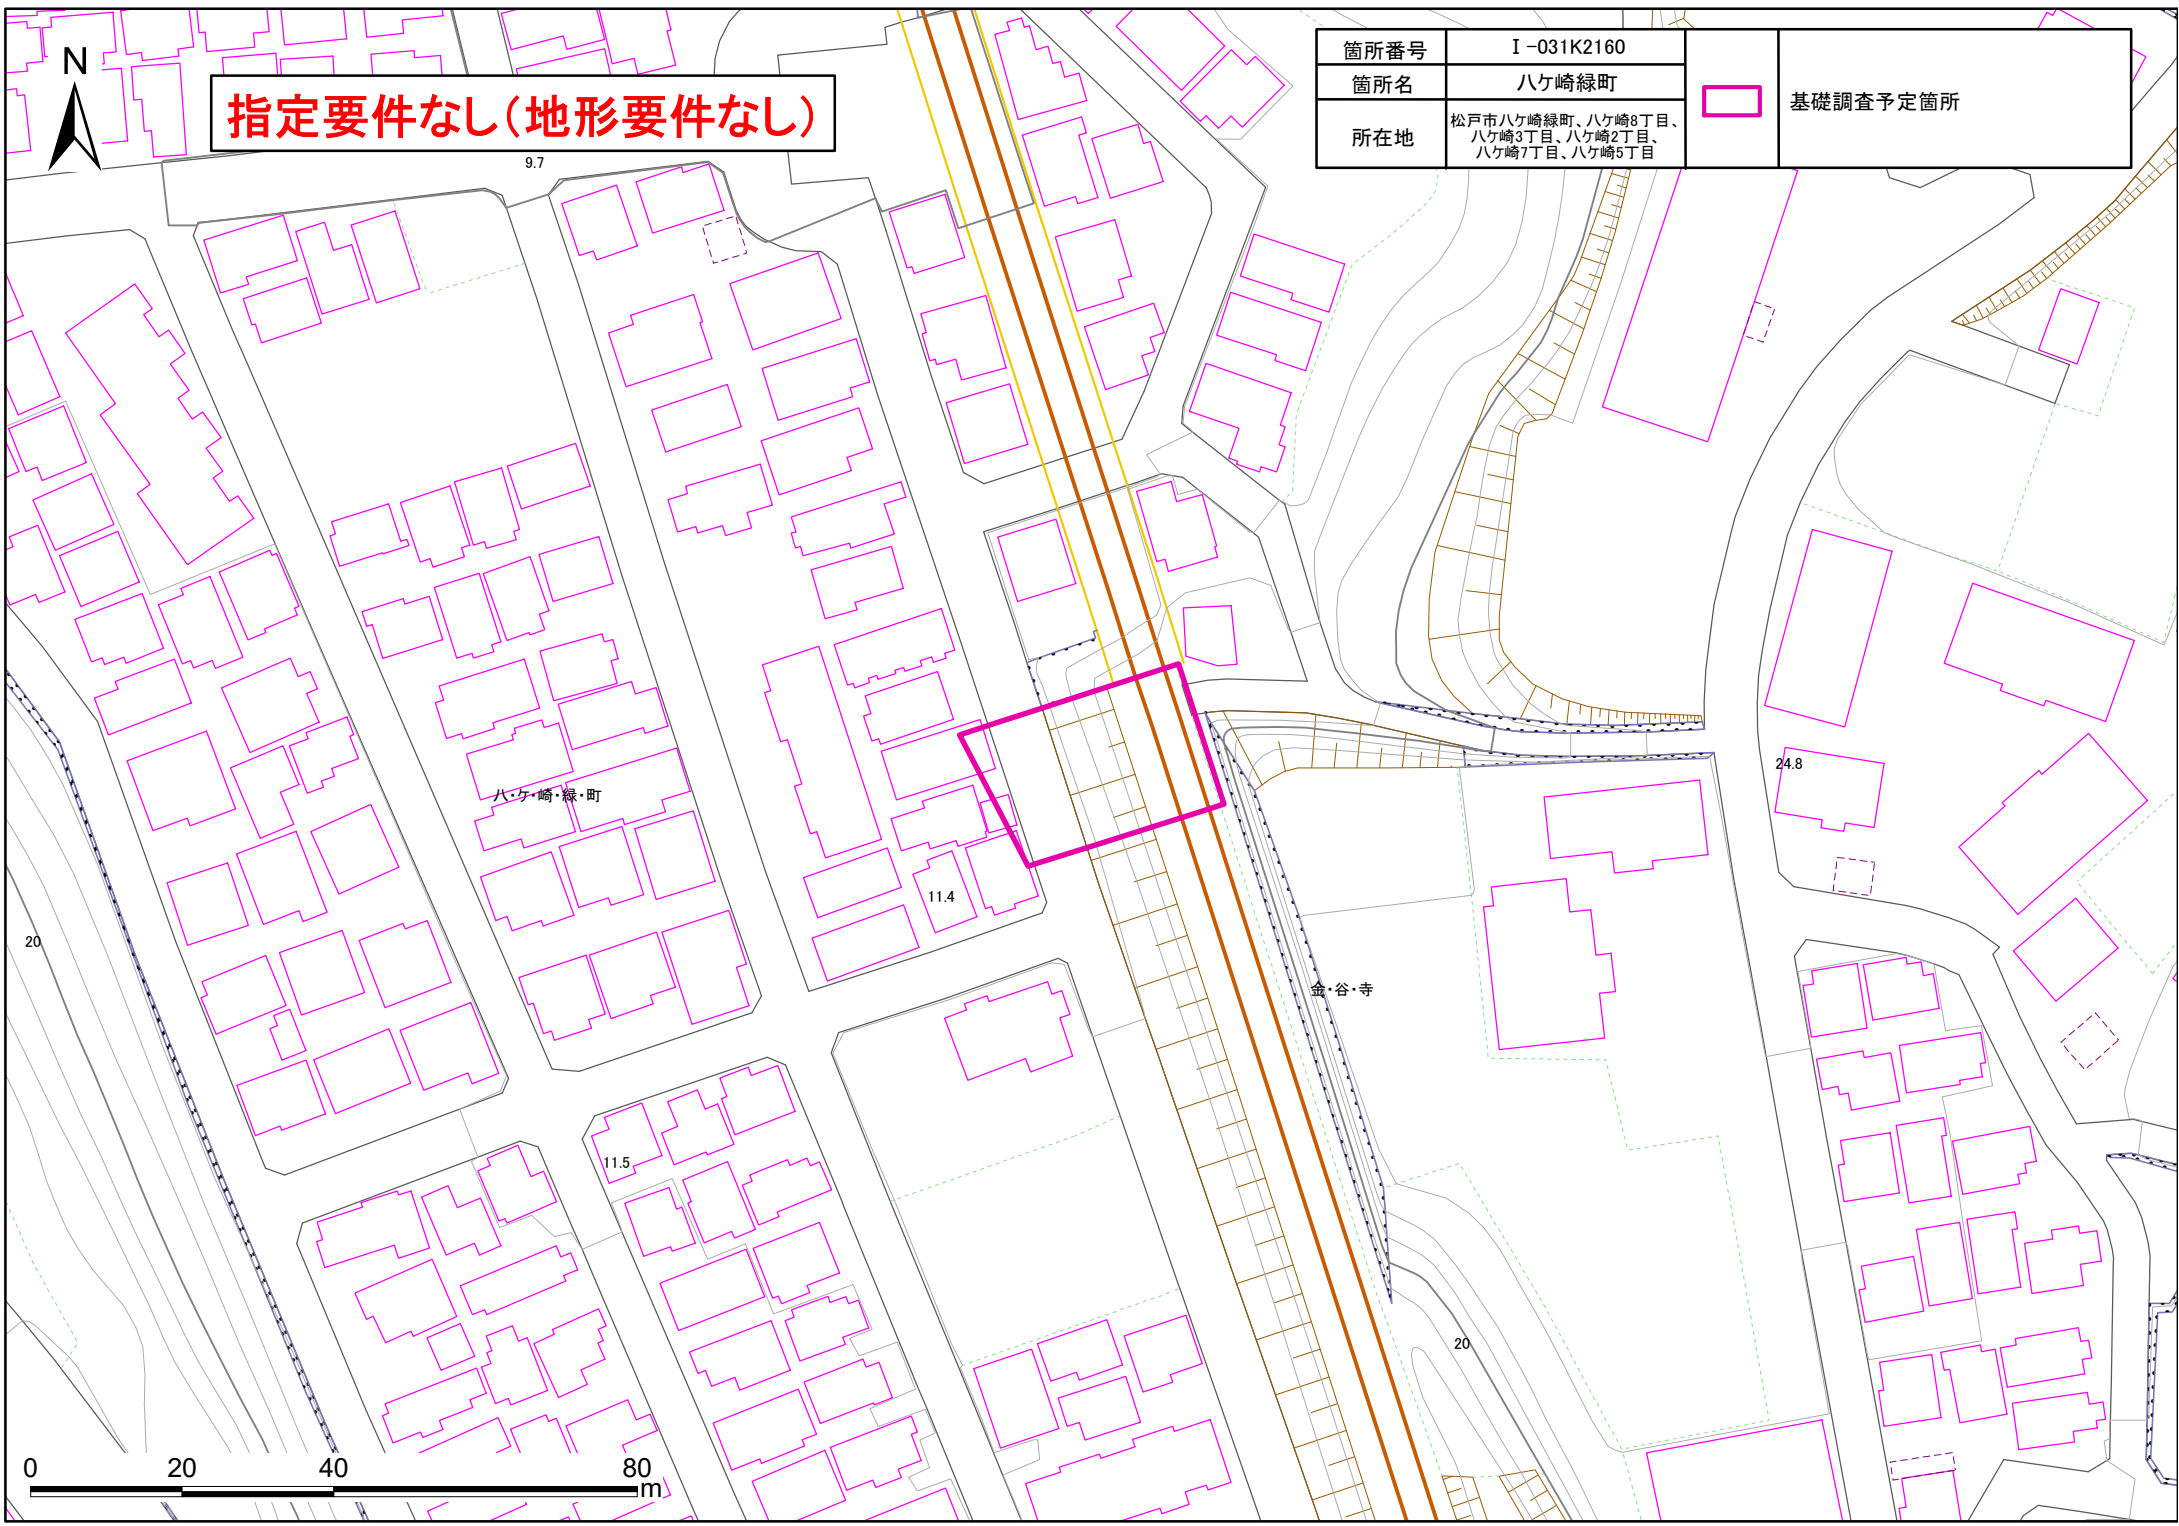 N
指定要件なし(地形要件なし)
箇所番号 Ⅰ-031K2160
箇所名 八ケ崎緑町
所在地 松戸市八ケ崎緑町、八ケ崎8丁目、
八ケ崎3丁目、八ケ崎2丁目、
八ケ崎7丁目、八ケ崎5丁目
基礎調査予定箇所
9.7
24.8
八・ケ・崎・緑・町
11.4
20
金・谷・寺
11.5
20
0 20 40 80
m